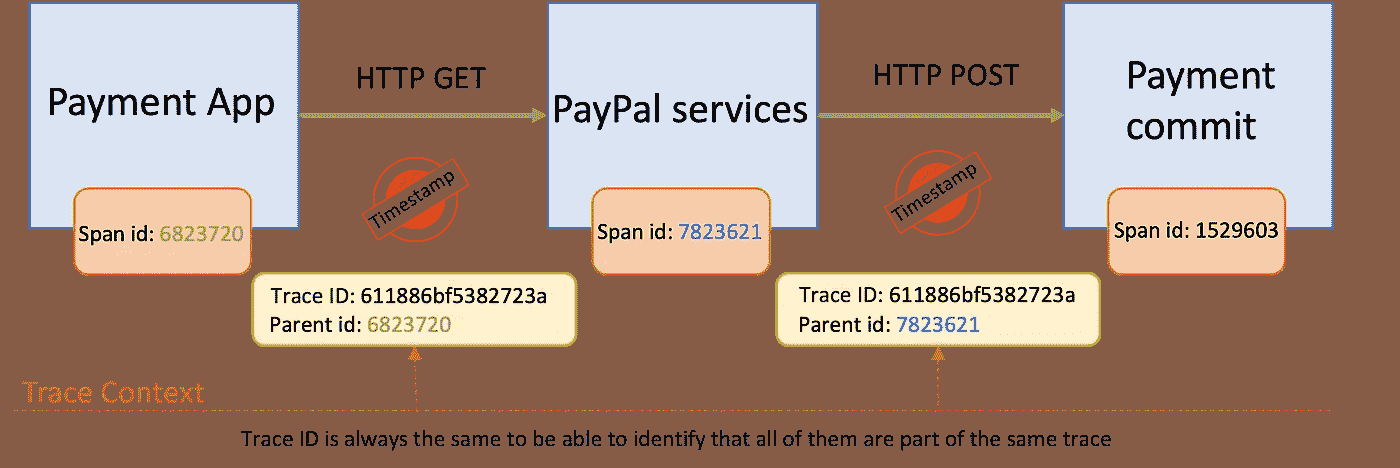 Payment App
HTTP GET
PayPal services
HTTP POST
Payment
commit
Timestamp
Timestamp
Span id: 6823720
Span id: 7823621
Span id: 1529603
Trace ID: 611886bf5382723a
Parent id: 6823720
Trace ID: 611886bf5382723a
Parent id: 7823621
Trace Context
Trace ID is always the same to be able to identify that all of them are part of the same trace